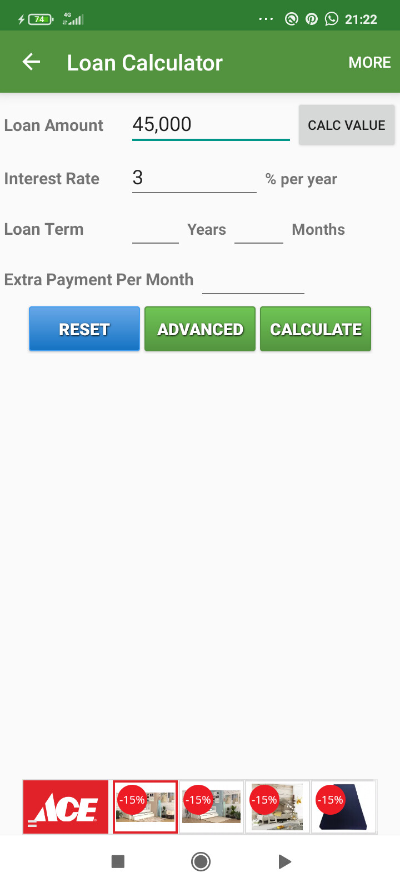 74
4G
21:22
Loan Calculator
MORE
Loan Amount 45,000 CALC VALUE
Interest Rate 3 % per year
Loan Term Years Months
Extra Payment Per Month
RESET ADVANCED CALCULATE
ACE -15% -15% -15% -15%